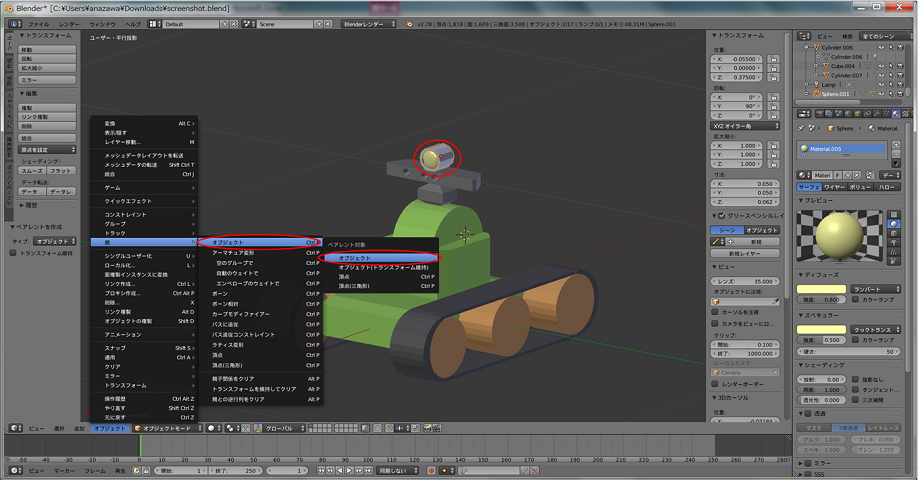 Blender* [C:¥Users¥anazawa¥Downloads¥screenshot.blend]
ファイル レンダー ウィンドウ ヘルプ Default Scene Blenderレンダー v2.78 | 頂点:1,818 | 面:1,609 | 三角面:3,588 | オブジェクト:2/17 | ランプ:0/1 | メモリ:48.31M | Sphere.001
トランスフォーム
移動
回転
拡大縮小
ミラー
編集
複製
リンク複製
削除
統合
原点を設定
シェーディング:
スムーズ フラット
データ転送:
データ データレ
履歴
ペアレントを作成
タイプ オブジェクト
トランスフォーム維持
ユーザー・平行投影
変換 Alt C
表示/隠す
レイヤー移動... M
メッシュデータレイアウトを転送
メッシュデータの転送 Shift Ctrl T
統合 Ctrl J
ゲーム
クイックエフェクト
コンストレイント
グループ
トラック
親
シングルユーザー化 U
ローカル化... L
面複製インスタンスに変換
リンク作成... Ctrl L
プロキシ作成... Ctrl Alt P
削除... X
リンク複製 Alt D
オブジェクトの複製 Shift D
アニメーション
スナップ Shift S
適用 Ctrl A
クリア
ミラー
トランスフォーム
操作履歴 Ctrl Alt Z
やり直す Shift Ctrl Z
元に戻す Ctrl Z
オブジェクト Ctrl
アーマチュア変形 Ctrl P
空のグループで Ctrl P
自動のウェイトで Ctrl P
エンベロープのウェイトで Ctrl P
ボーン Ctrl P
ボーン相対 Ctrl P
カーブモディファイアー Ctrl P
パスに追従 Ctrl P
パス追従コンストレイント Ctrl P
ラティス変形 Ctrl P
頂点 Ctrl P
頂点(三角形) Ctrl P
親子関係をクリア Alt P
トランスフォームを維持してクリア Alt P
親との逆行列をクリア Alt P
ペアレント対象
オブジェクト
オブジェクト(トランスフォーム維持)
頂点 Ctrl P
頂点(三角形) Ctrl P
トランスフォーム
位置:
X: -0.05500
Y: 0.00000
Z: 0.37500
回転:
X: 0°
Y: 90°
Z: 0°
XYZ オイラー角
拡大縮小:
X: 1.000
Y: 1.000
Z: 1.000
寸法:
X: 0.050
Y: 0.050
Z: 0.062
グリースペンシルレイ
シーン オブジェクト
新規
新規レイヤー
ビュー
レンズ: 35.000
オブジェクトに注視:
カーソルを注視
カメラをビューにロ
クリップ:
開始: 0.100
終了: 1000.000
ローカルカメラ:
Camera
レンダーボーダー
3Dカーソル
位置:
ビュー 検索 全てのシーン
Cylinder.006
Cylinder.006
Cube.004
Cylinder.007
Lamp
Sphere.001
Sphere. Material.
Material.005
Materi F データ
サーフェ ワイヤー ボリュー ハロー
プレビュー
ディフューズ
ランバート
強度: 0.800 カラーランプ
スペキュラー
クックトランス
強度: 0.500 カラーランプ
硬さ: 50
シェーディング
放射: 0.00 陰影なし
周囲: 1.000 タンジェント
透光性: 0.000 三次補間
透過
マスク Z値透過 レイトレース
アルフ: 1.000 フレネ: 0.000
スペキ: 1.000 ブレン: 1.250
ミラー
SSS
ビュー 選択 追加 オブジェクト オブジェクトモード グローバル
-50 -40 -30 -20 -10 0 10 20 30 40 50 60 70 80 90 100 110 120 130 140 150 160 170 180 190 200 210 220 230 240 250 260 270 280
ビュー マーカー フレーム 再生 開始: 1 終了: 250 1 同期しない